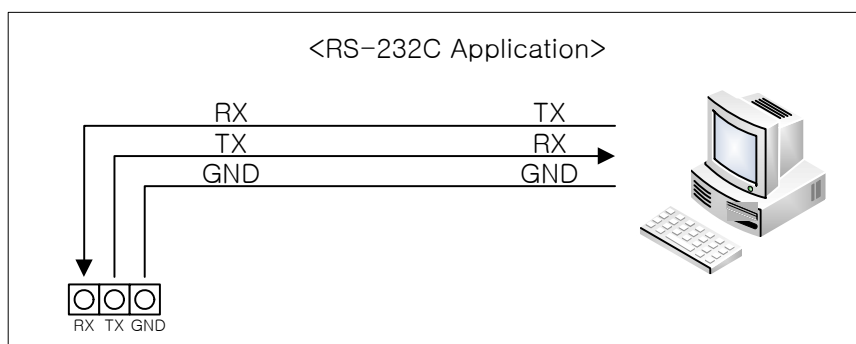 <RS-232C Application>
RX TX
TX RX
GND GND
RX TX GND